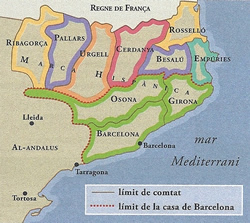 REGNE DE FRANÇA
ROSSELLÓ
RIBAGORÇA
PALLARS
CERDANYA
URGELL
BESALÚ
EMPÚRIES
MARCA HISPÀNICA
OSONA
GIRONA
Lleida
BARCELONA
Barcelona
AL-ANDALUS
mar
Mediterrani
Tarragona
Tortosa
límit de comtat
límit de la casa de Barcelona